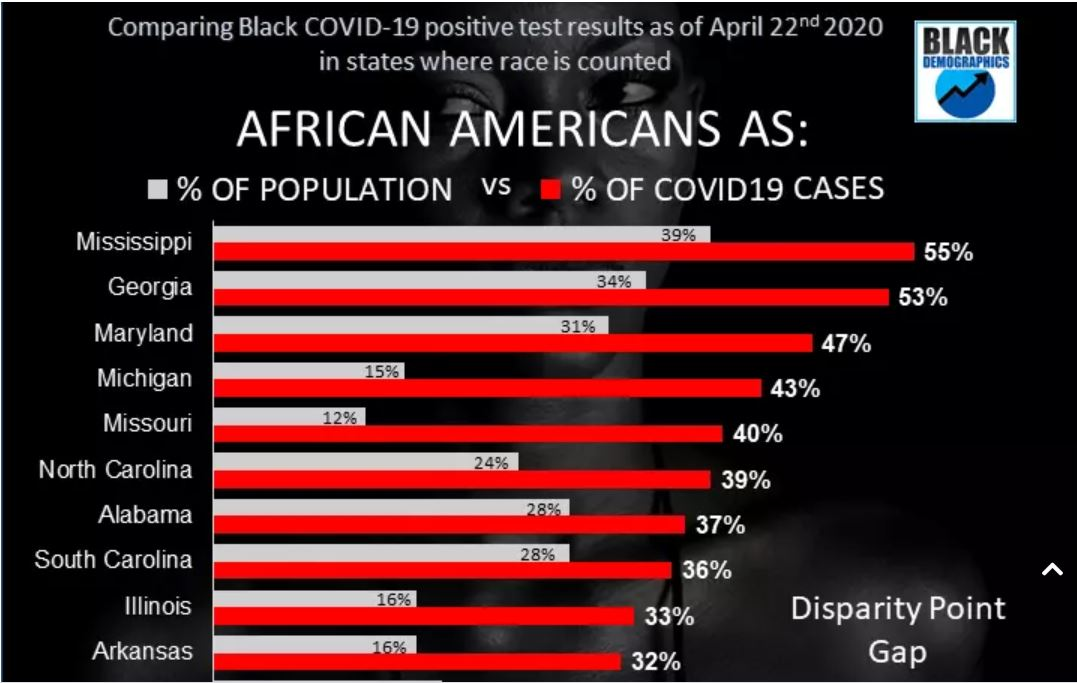 Comparing Black COVID-19 positive test results as of April 22nd 2020
in states where race is counted
BLACK
DEMOGRAPHICS
AFRICAN AMERICANS AS:
% OF POPULATION vs % OF COVID19 CASES
Mississippi 39% 55%
Georgia 34% 53%
Maryland 31% 47%
Michigan 15% 43%
Missouri 12% 40%
North Carolina 24% 39%
Alabama 28% 37%
South Carolina 28% 36%
Illinois 16% 33%
Arkansas 16% 32%
Disparity Point
Gap